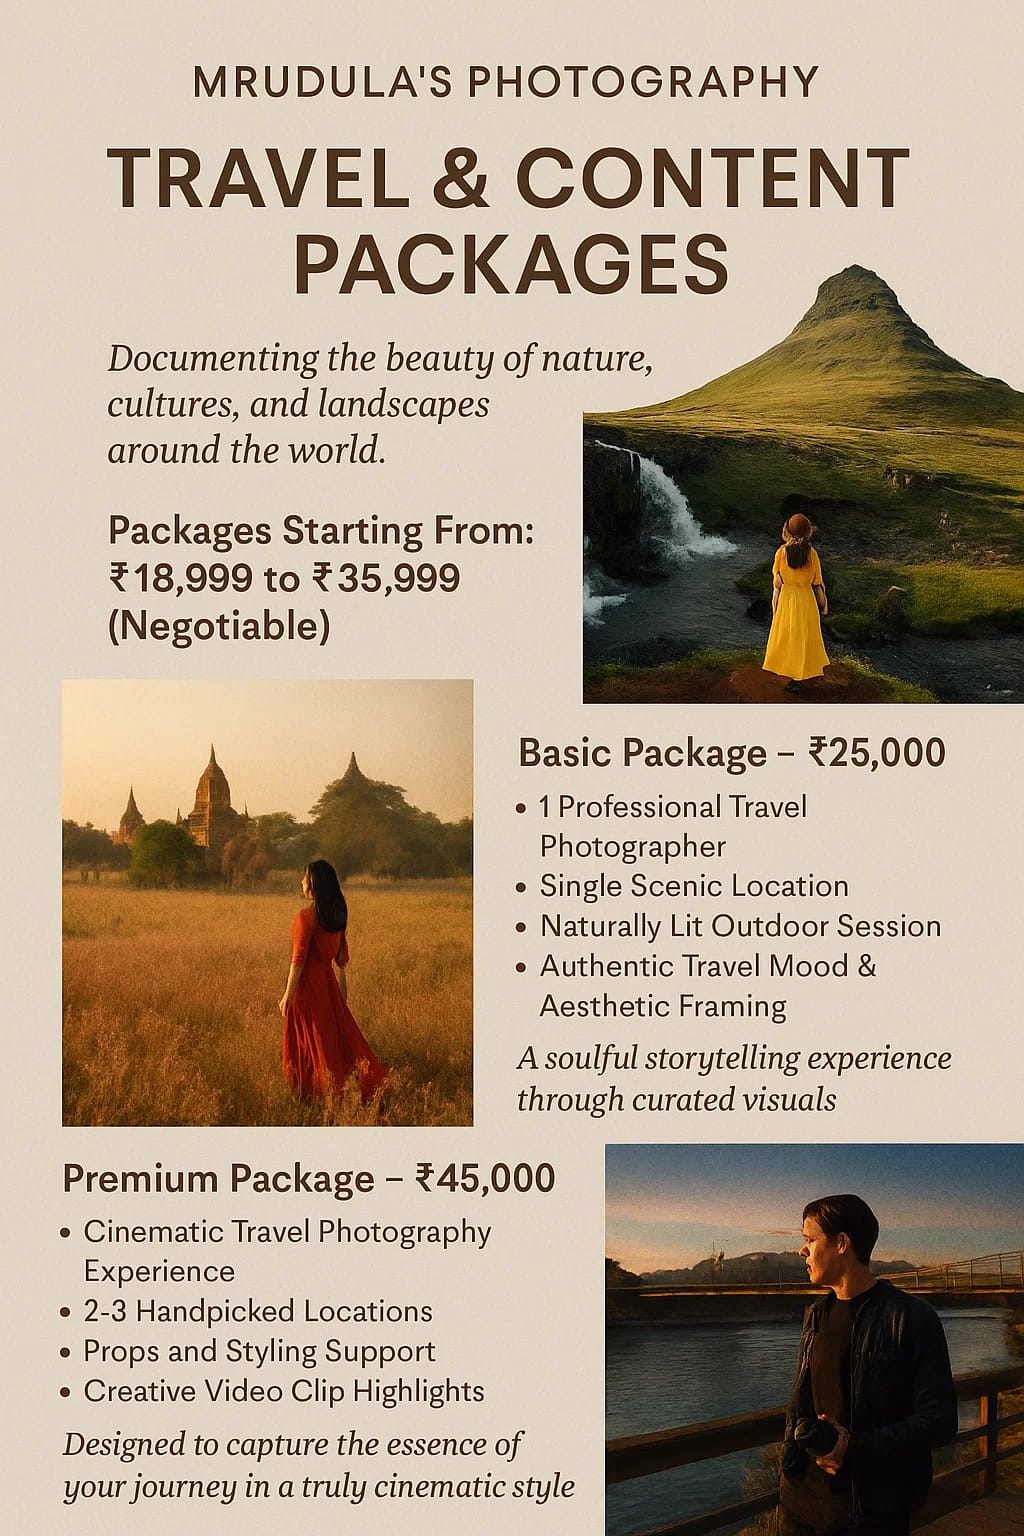 MRUDULA'S PHOTOGRAPHY
TRAVEL & CONTENT
PACKAGES
Documenting the beauty of nature,
cultures, and landscapes
around the world.
Packages Starting From:
₹18,999 to ₹35,999
(Negotiable)
Basic Package – ₹25,000
• 1 Professional Travel
Photographer
• Single Scenic Location
• Naturally Lit Outdoor Session
• Authentic Travel Mood &
Aesthetic Framing
A soulful storytelling experience
through curated visuals
Premium Package – ₹45,000
• Cinematic Travel Photography
Experience
• 2-3 Handpicked Locations
• Props and Styling Support
• Creative Video Clip Highlights
Designed to capture the essence of
your journey in a truly cinematic style